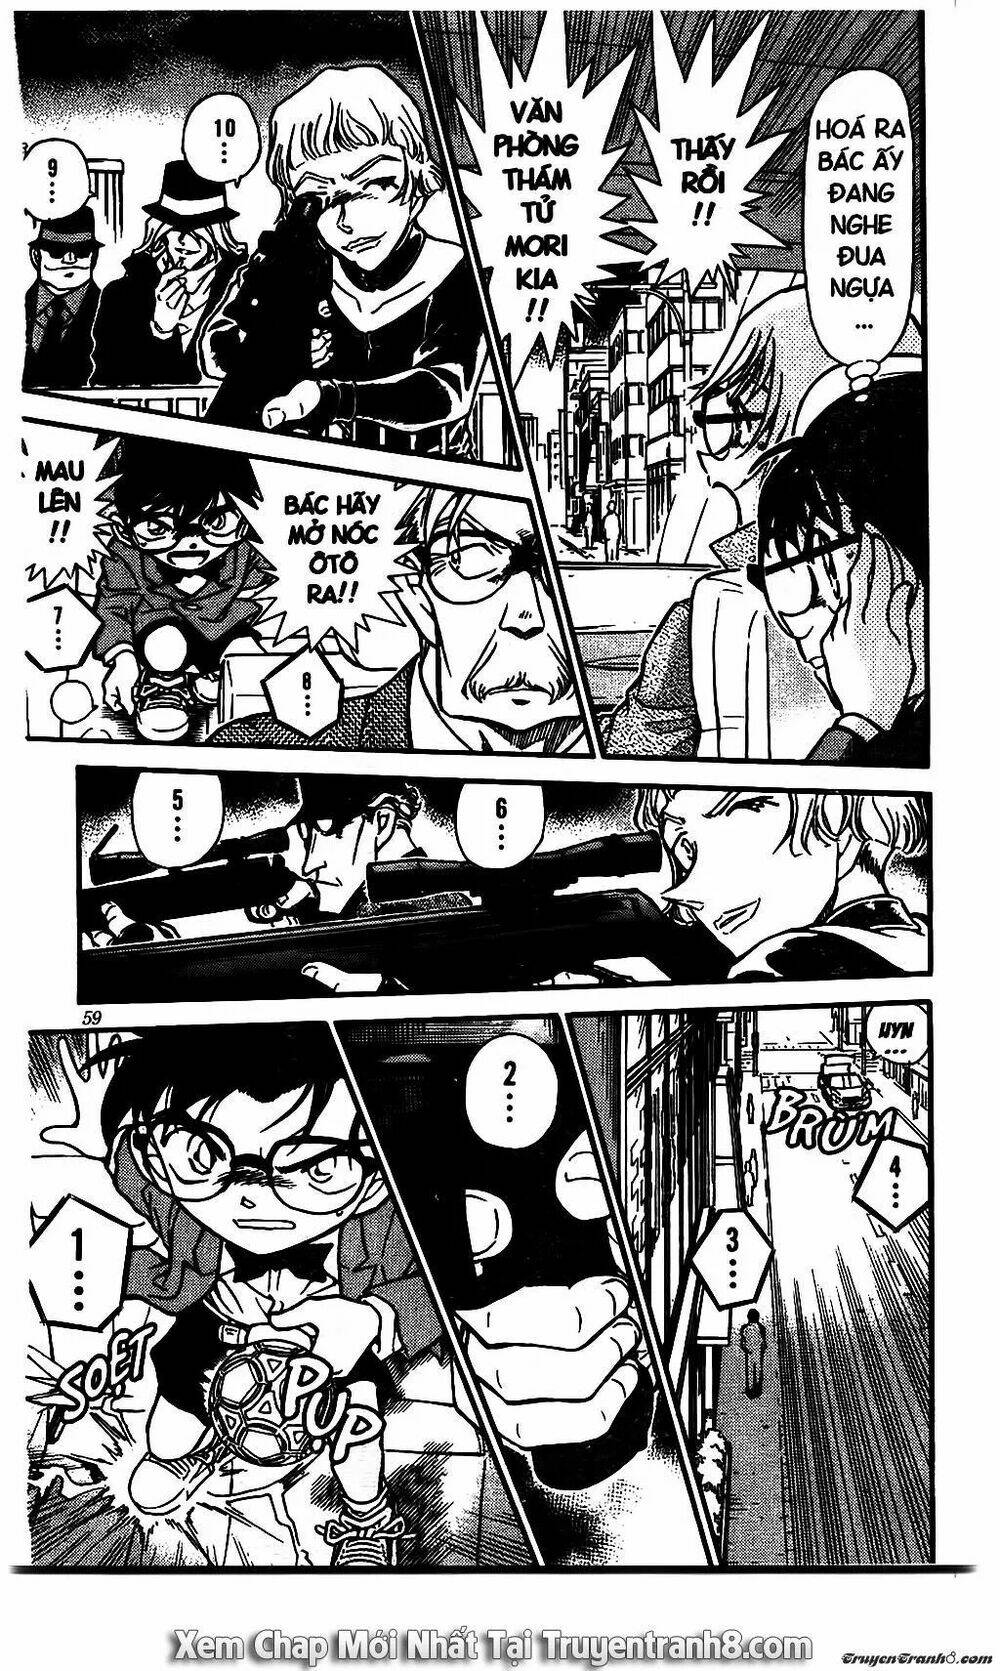 HOÁ RA
BÁC ẤY
ĐANG
NGHE
ĐUA
NGỰA
...
THẤY
RỒI
!!
VĂN
PHÒNG
THÁM
TỬ
MORI
KIA
!!
10
...
9
...
BÁC HÃY
MỞ NÓC
ÔTÔ
RA!!
MAU
LÊN
!!
8
...
7
...
6
...
5
...
59
4
...
BRUM
3
...
2
...
1
...
PỤP
SOẸT
Xem Chap Mới Nhất Tại Truyentranh8.com
TruyenTranh8.com